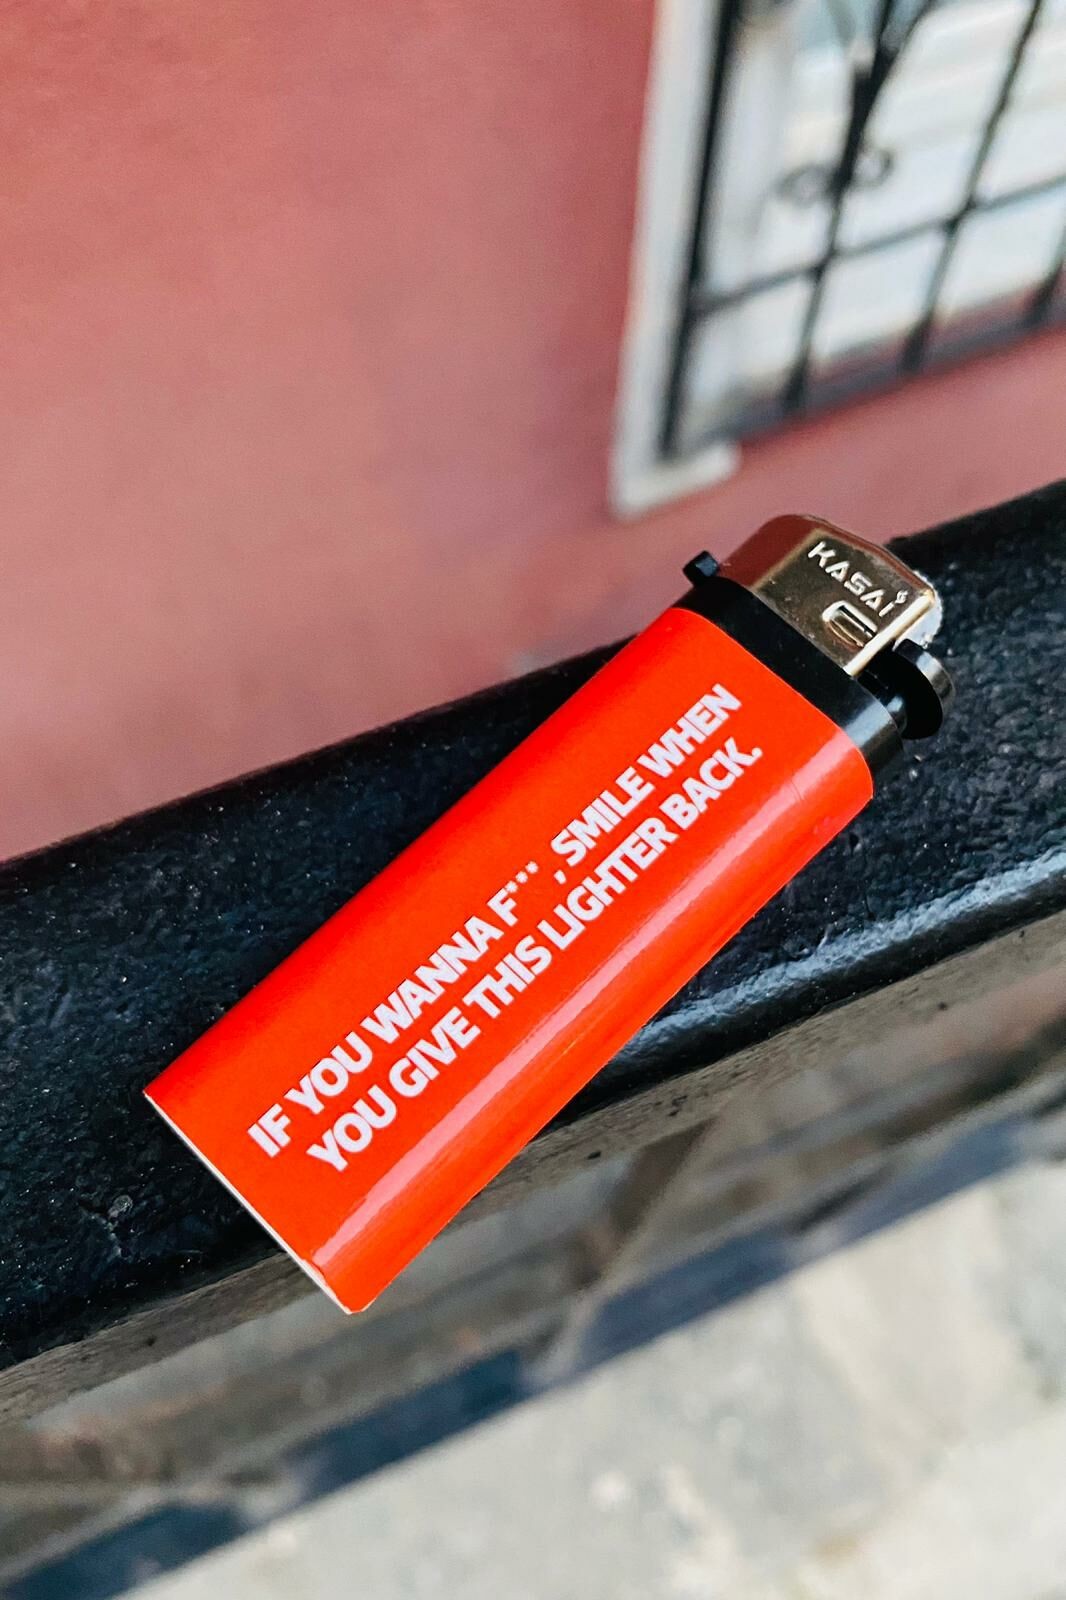 KASAI
IF YOU WANNA F*** , SMILE WHEN
YOU GIVE THIS LIGHTER BACK.